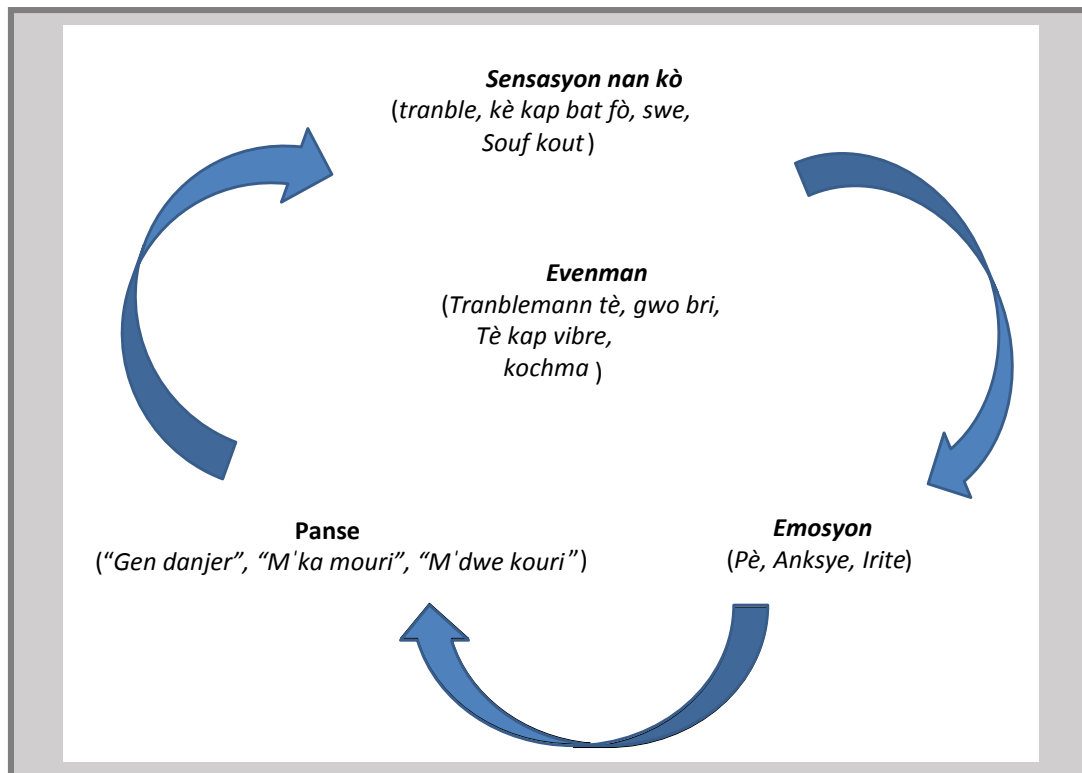 Sensasyon nan kò
(tranble, kè kap bat fò, swe,
Souf kout)
Evenman
(Tranblemann tè, gwo bri,
Tè kap vibre,
kochma )
Panse
(“Gen danjer”, “M'ka mouri”, “M'dwe kouri”)
Emosyon
(Pè, Anksye, Irite)